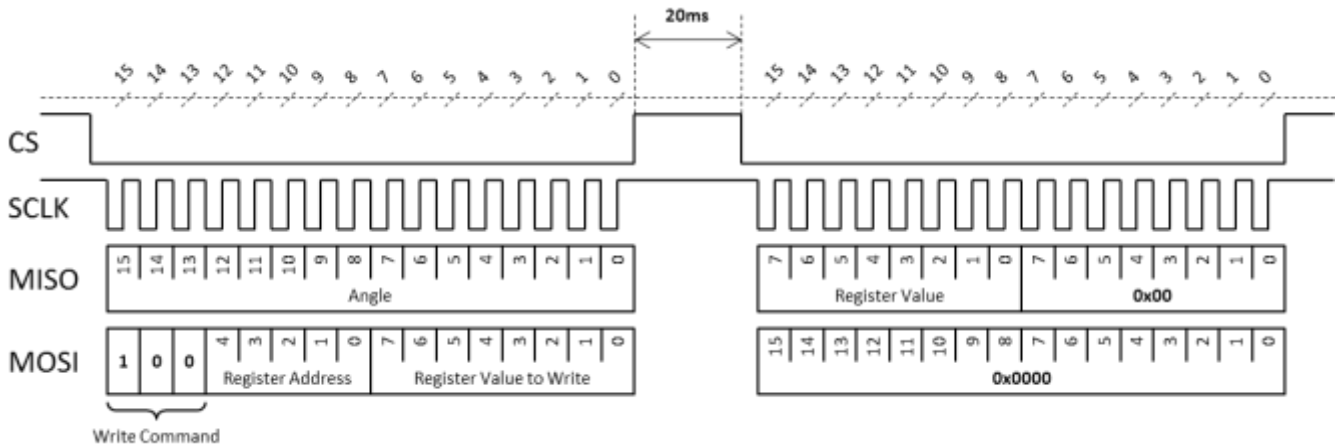 20ms
15 14 13 12 11 10 9 8 7 6 5 4 3 2 1 0 15 14 13 12 11 10 9 8 7 6 5 4 3 2 1 0
CS
SCLK
MISO 15 14 13 12 11 10 9 8 7 6 5 4 3 2 1 0 7 6 5 4 3 2 1 0 7 6 5 4 3 2 1 0
Angle Register Value 0x00
MOSI 1 0 0 4 3 2 1 0 7 6 5 4 3 2 1 0 15 14 13 12 11 10 9 8 7 6 5 4 3 2 1 0
Register Address Register Value to Write 0x0000
Write Command